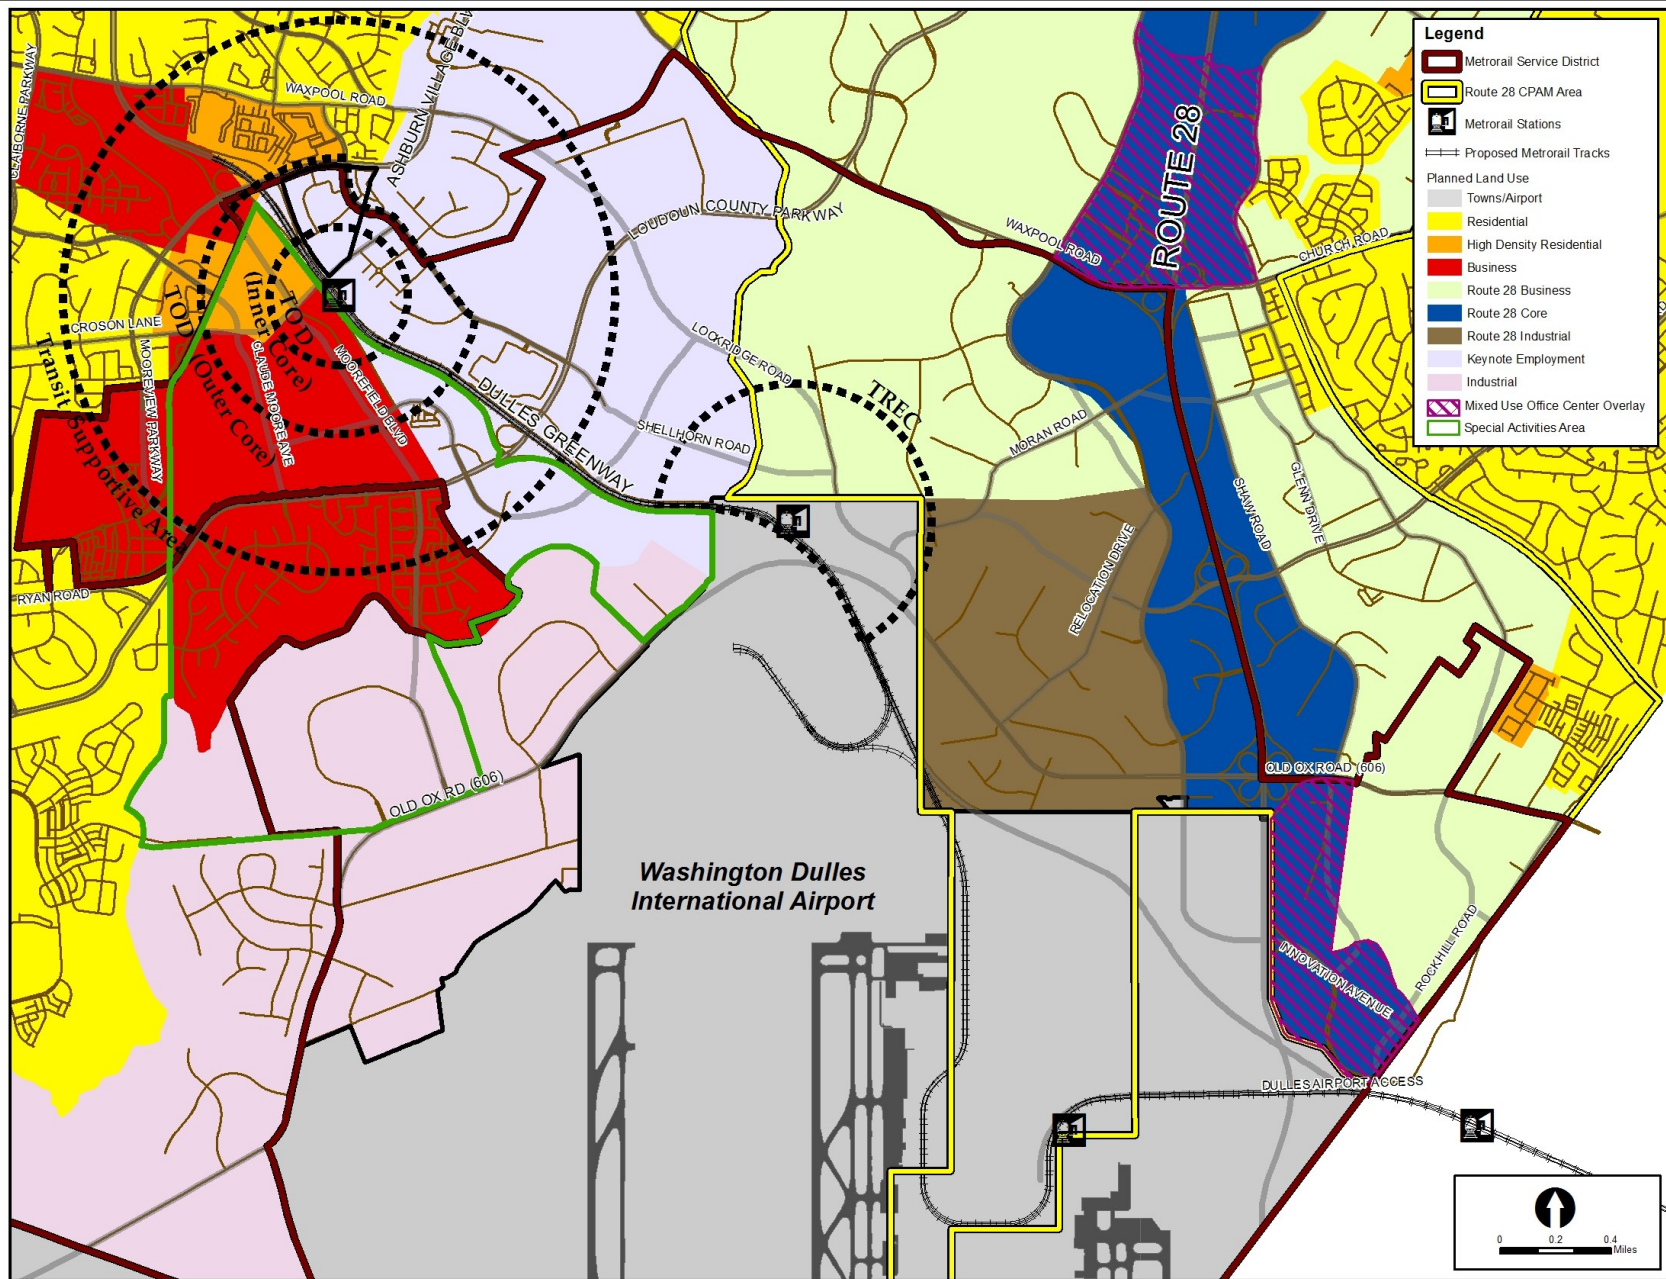 Legend
Metrorail Service District
Route 28 CPAM Area
Metrorail Stations
Proposed Metrorail Tracks
Planned Land Use
Towns/Airport
Residential
High Density Residential
Business
Route 28 Business
Route 28 Core
Route 28 Industrial
Keynote Employment
Industrial
Mixed Use Office Center Overlay
Special Activities Area
CLAIBORNE PARKWAY
WAXPOOL ROAD
ASHBURN VILLAGE BLV
LOUDOUN COUNTY PARKWAY
WAXPOOL ROAD
ROUTE 28
CHURCH ROAD
CROSON LANE
MOOREVIEW PARKWAY
TOD
(Outer Core)
TOD
(Inner Core)
CLAUDE MOORE AVE
MOOREFIELD BLVD
Transit Supportive Area
LOCKRIDGE ROAD
DULLES GREENWAY
SHELLHORN ROAD
TREC
MORAN ROAD
SHAW ROAD
GLENN DRIVE
RELOCATION DRIVE
RYAN ROAD
OLD OX RD (606)
OLD OX ROAD (606)
Washington Dulles
International Airport
INNOVATION AVENUE
ROCKHILL ROAD
DULLES AIRPORT ACCESS
0 0.2 0.4
Miles